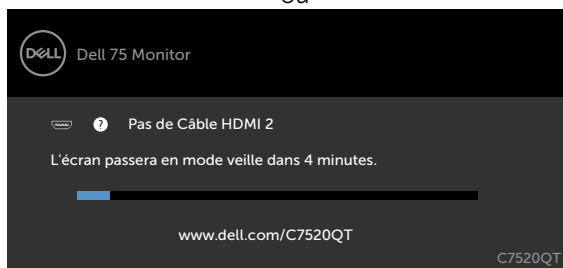 ou
DELL
Dell 75 Monitor
? Pas de Câble HDMI 2
L'écran passera en mode veille dans 4 minutes.
www.dell.com/C7520QT
C7520QT